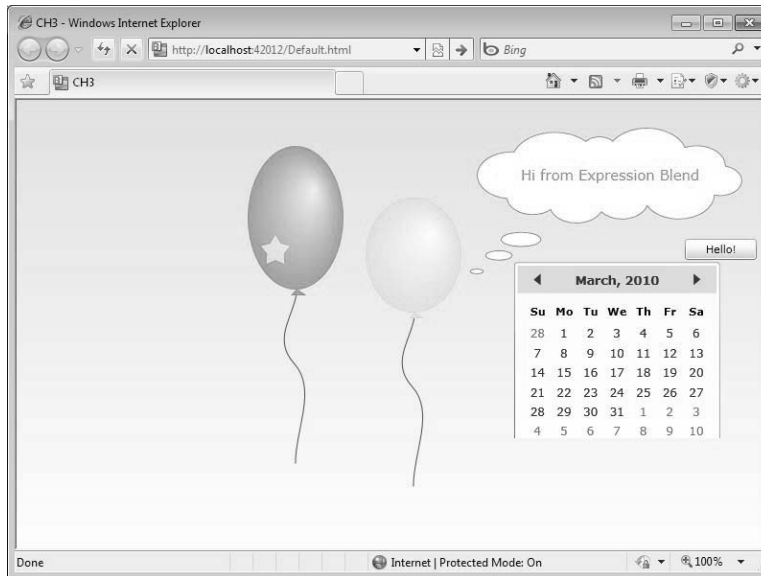 CH3 - Windows Internet Explorer
http://localhost:42012/Default.html
Bing
CH3
Hi from Expression Blend
Hello!
March, 2010
Su Mo Tu We Th Fr Sa
28 1 2 3 4 5 6
7 8 9 10 11 12 13
14 15 16 17 18 19 20
21 22 23 24 25 26 27
28 29 30 31 1 2 3
4 5 6 7 8 9 10
Done
Internet | Protected Mode: On
100%